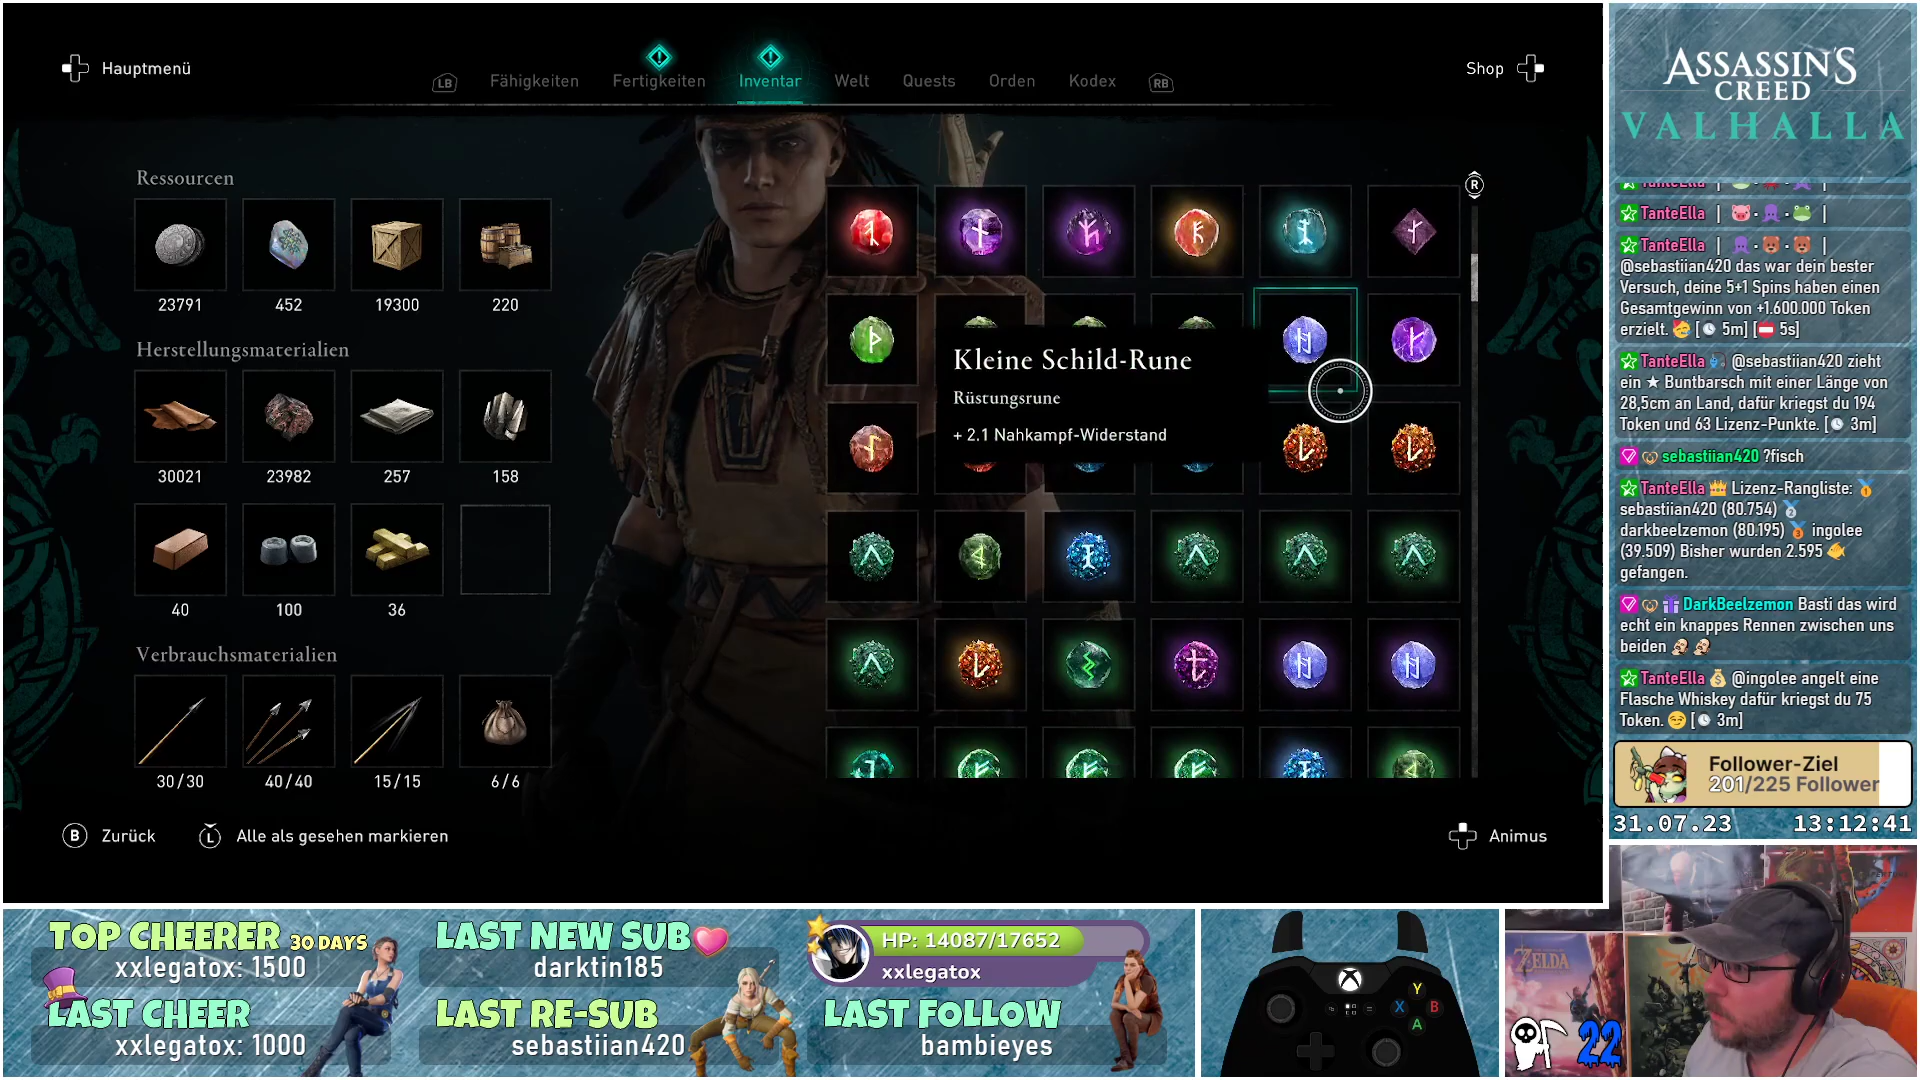 Hauptmenü
LB
Fähigkeiten
Fertigkeiten
Inventar
Welt
Quests
Orden
Kodex
RB
Shop
Ressourcen
23791
452
19300
220
Herstellungsmaterialien
30021
23982
257
158
40
100
36
Verbrauchsmaterialien
30/30
40/40
15/15
6/6
R
Kleine Schild-Rune
Rüstungsrune
+ 2.1 Nahkampf-Widerstand
B Zurück
L Alle als gesehen markieren
Animus
ASSASSIN'S
CREED
VALHALLA
TanteElla | |
TanteElla | |
TanteElla | |
@sebastiian420 das war dein bester
Versuch, deine 5+1 Spins haben einen
Gesamtgewinn von +1.600.000 Token
erzielt. [ 5m] [ 5s]
TanteElla @sebastiian420 zieht
ein ★ Buntbarsch mit einer Länge von
28,5cm an Land, dafür kriegst du 194
Token und 63 Lizenz-Punkte. [ 3m]
sebastiian420 ?fisch
TanteElla Lizenz-Rangliste:
sebastiian420 (80.754)
darkbeelzemon (80.195) ingolee
(39.509) Bisher wurden 2.595
gefangen.
DarkBeelzemon Basti das wird
echt ein knappes Rennen zwischen uns
beiden
TanteElla @ingolee angelt eine
Flasche Whiskey dafür kriegst du 75
Token. [ 3m]
Follower-Ziel
201/225 Follower
31.07.23 13:12:41
TOP CHEERER 30 DAYS
xxlegatox: 1500
LAST CHEER
xxlegatox: 1000
LAST NEW SUB
darktin185
LAST RE-SUB
sebastiian420
HP: 14087/17652
xxlegatox
LAST FOLLOW
bambieyes
Y
X
B
A
ZELDA
22